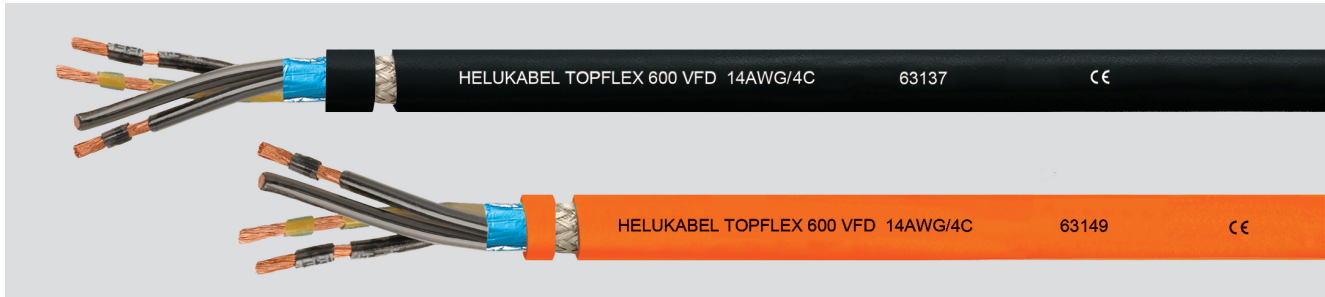 HELUKABEL TOPFLEX 600 VFD 14AWG/4C 63137 CE
HELUKABEL TOPFLEX 600 VFD 14AWG/4C 63149 CE